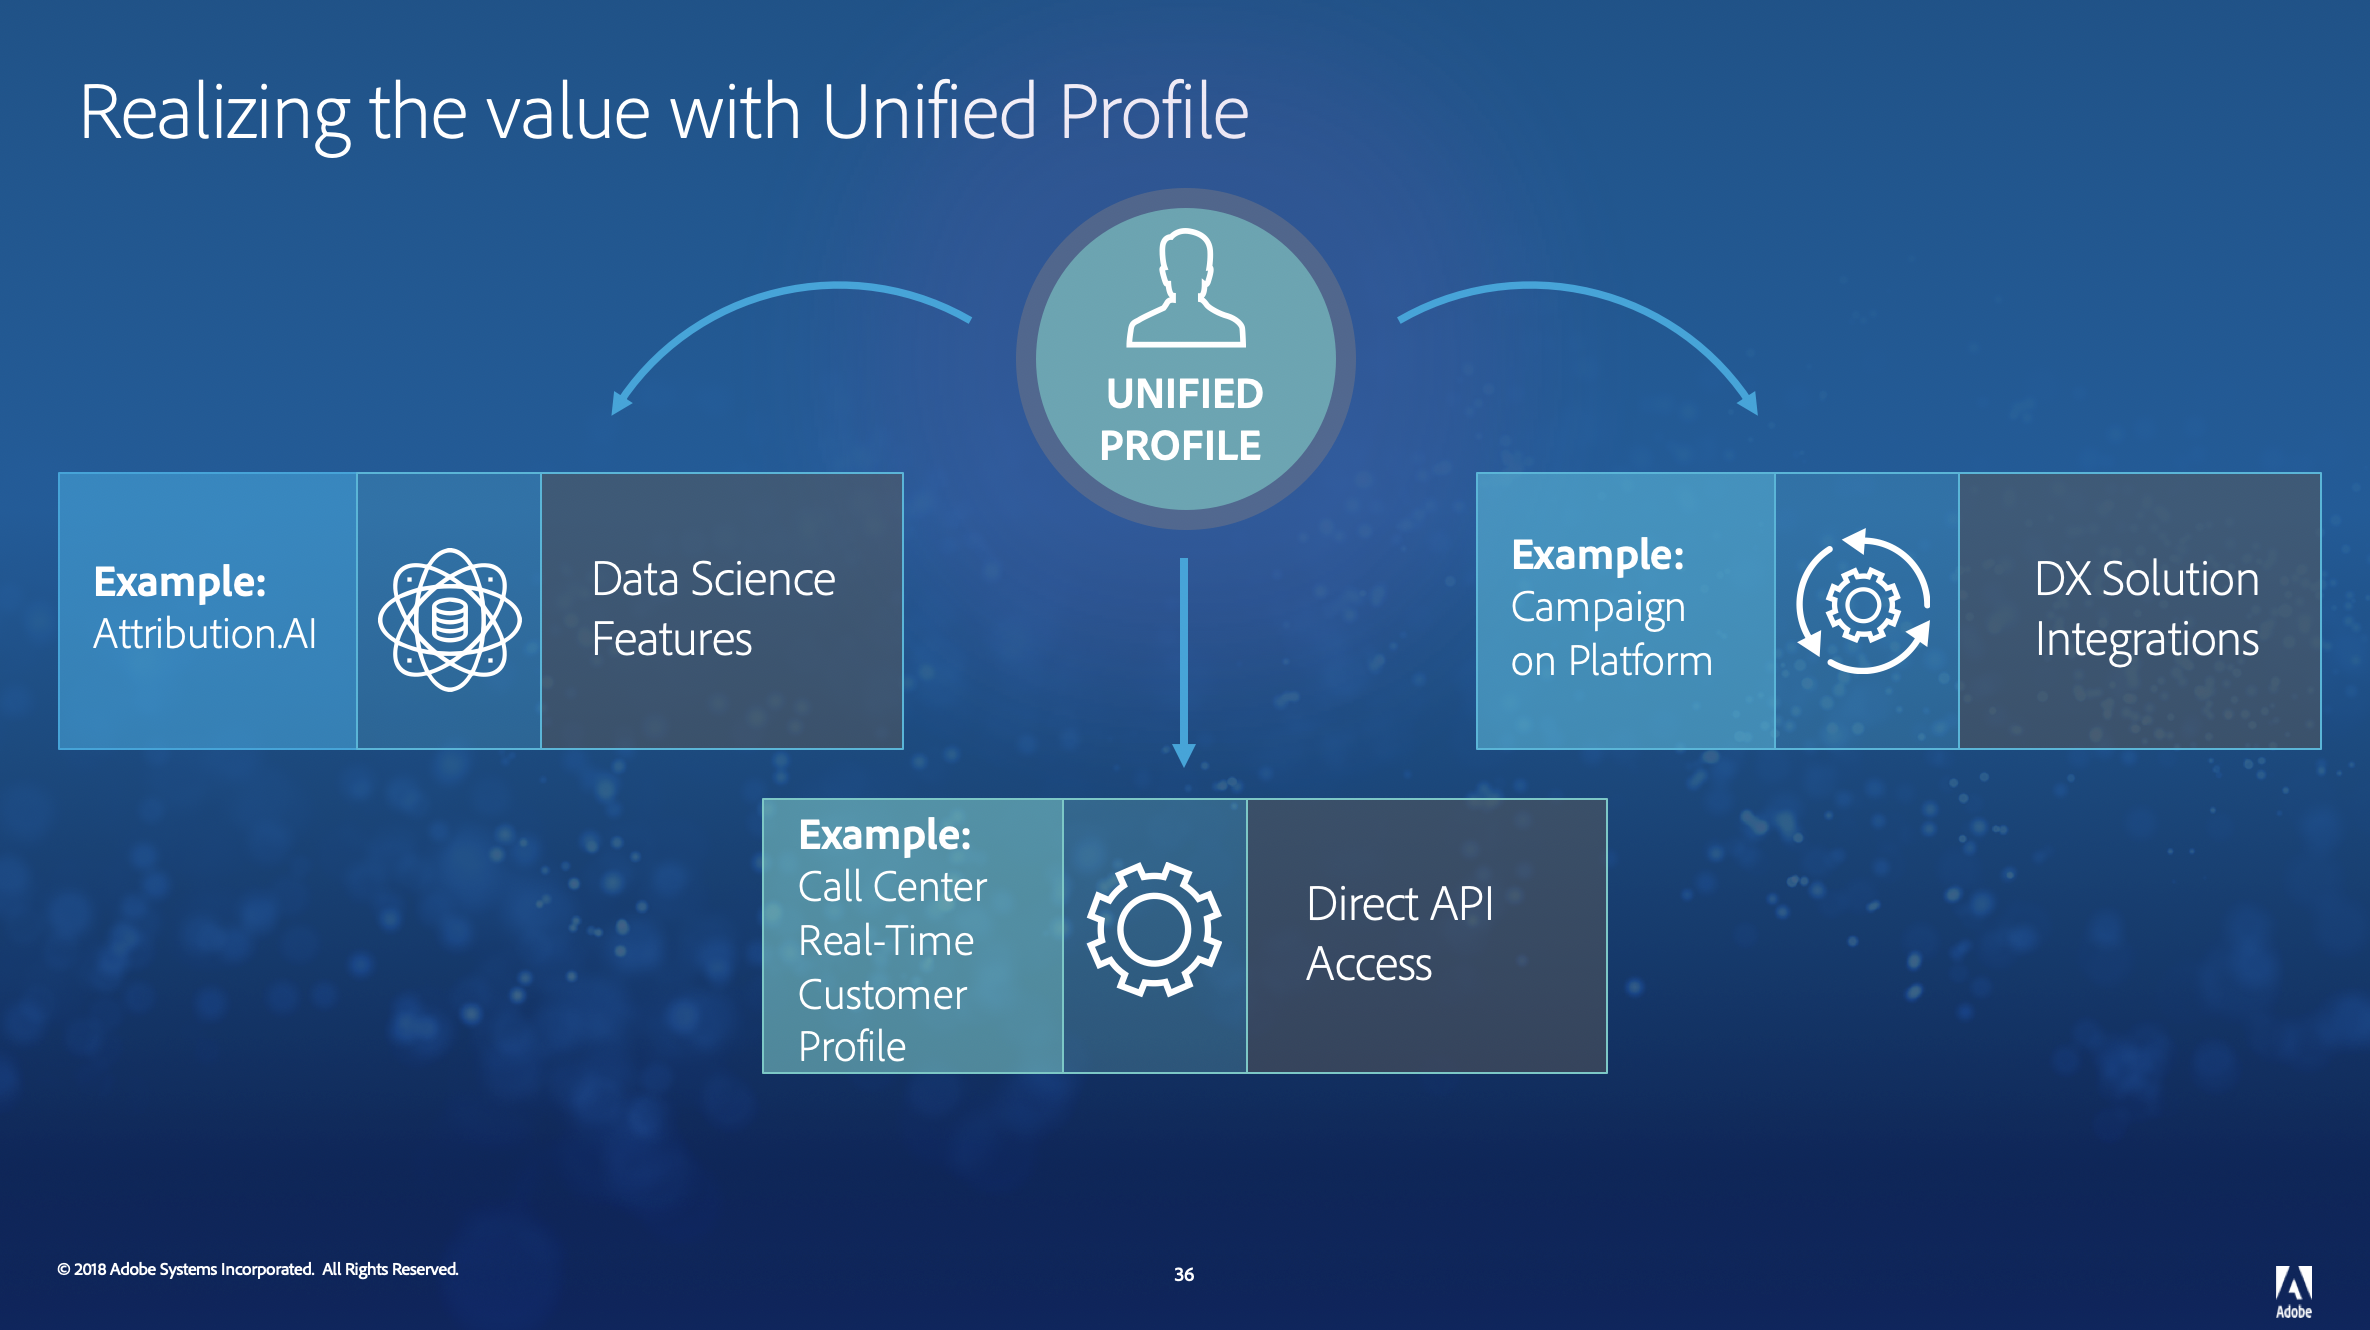 Realizing the value with Unified Profile
UNIFIED
PROFILE
Example:
Attribution.AI
Data Science
Features
Example:
Campaign
on Platform
DX Solution
Integrations
Example:
Call Center
Real-Time
Customer
Profile
Direct API
Access
© 2018 Adobe Systems Incorporated.  All Rights Reserved.
36
Adobe